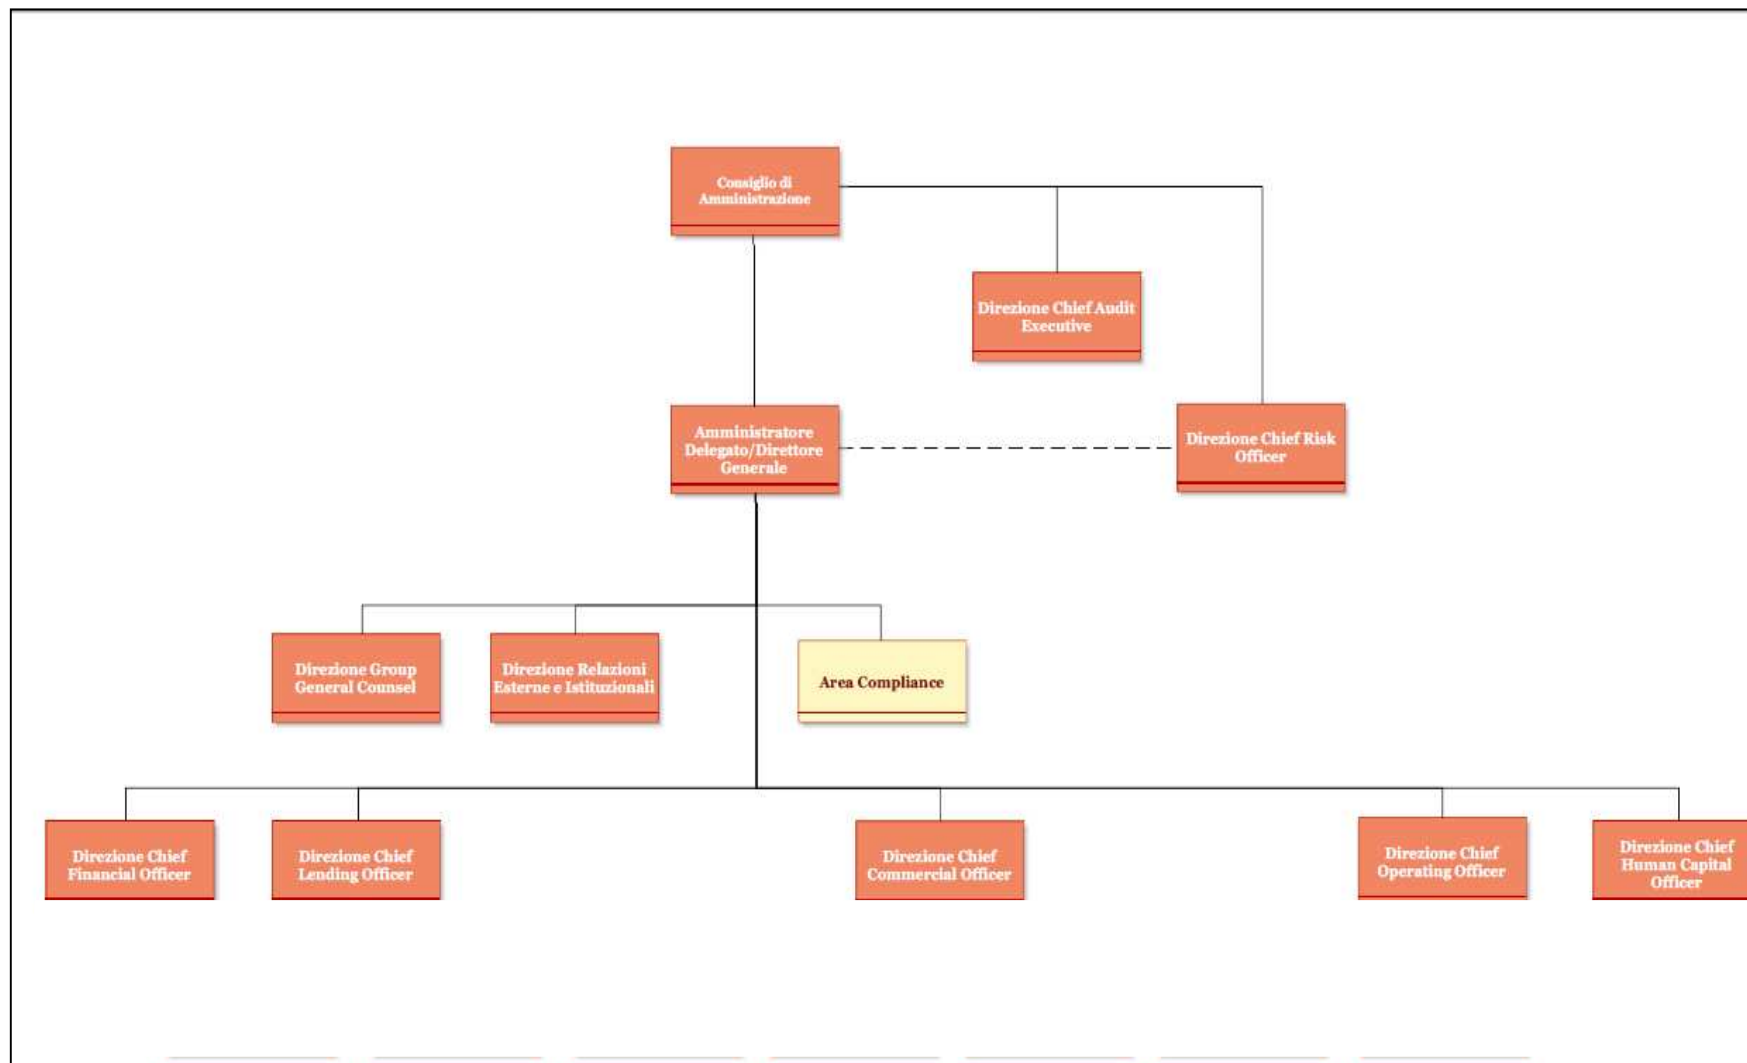 Consiglio di
Amministrazione
Direzione Chief Audit
Executive
Amministratore
Delegato/Direttore
Generale
Direzione Chief Risk
Officer
Direzione Group
General Counsel
Direzione Relazioni
Esterne e Istituzionali
Area Compliance
Direzione Chief
Financial Officer
Direzione Chief
Lending Officer
Direzione Chief
Commercial Officer
Direzione Chief
Operating Officer
Direzione Chief
Human Capital
Officer